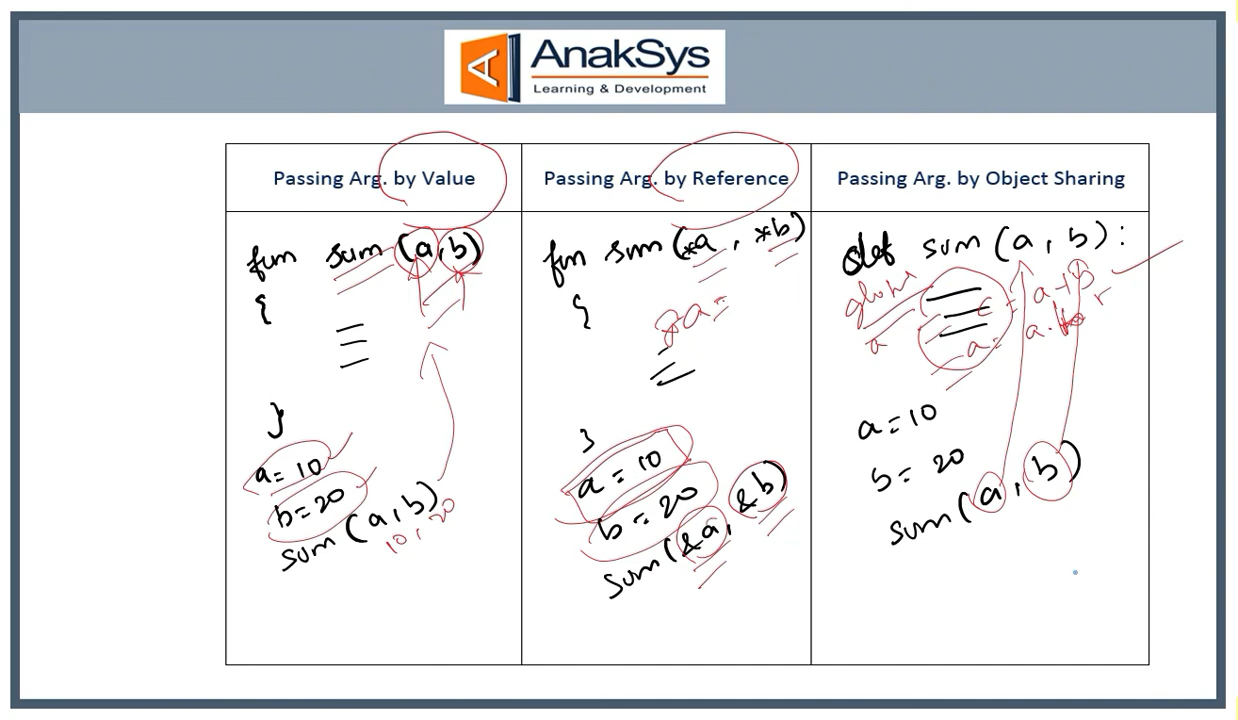 AnakSys
Learning & Development
Passing Arg. by Value
fun sum (a, b)
{
}
a = 10
b = 20
sum (a, b)
10, 20
Passing Arg. by Reference
fun sum (*a, *b)
{
}
a = 10
b = 20
sum (&a, &b)
Passing Arg. by Object Sharing
def sum (a, b):
global
a
a = 10
b = 20
sum (a, b)